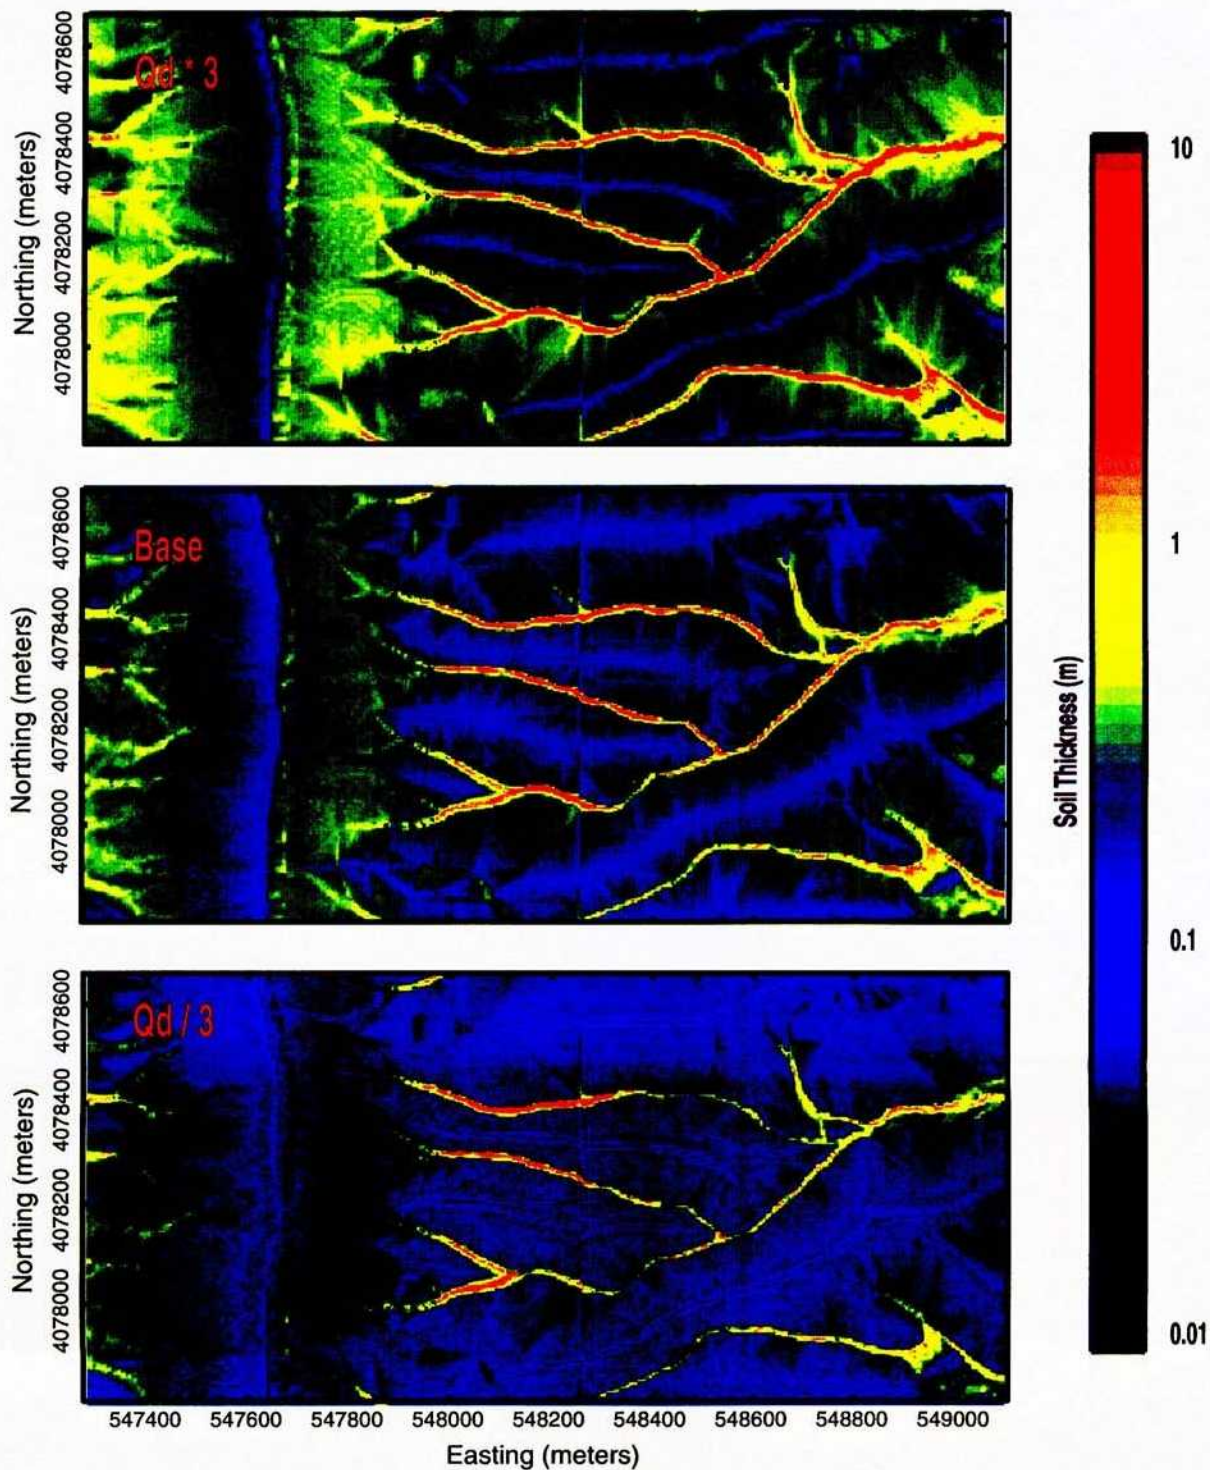 Qd * 3
Northing (meters)
4078600
4078400
4078200
4078000
Base
Northing (meters)
4078600
4078400
4078200
4078000
Qd / 3
Northing (meters)
4078600
4078400
4078200
4078000
547400 547600 547800 548000 548200 548400 548600 548800 549000
Easting (meters)
Soil Thickness (m)
10
1
0.1
0.01